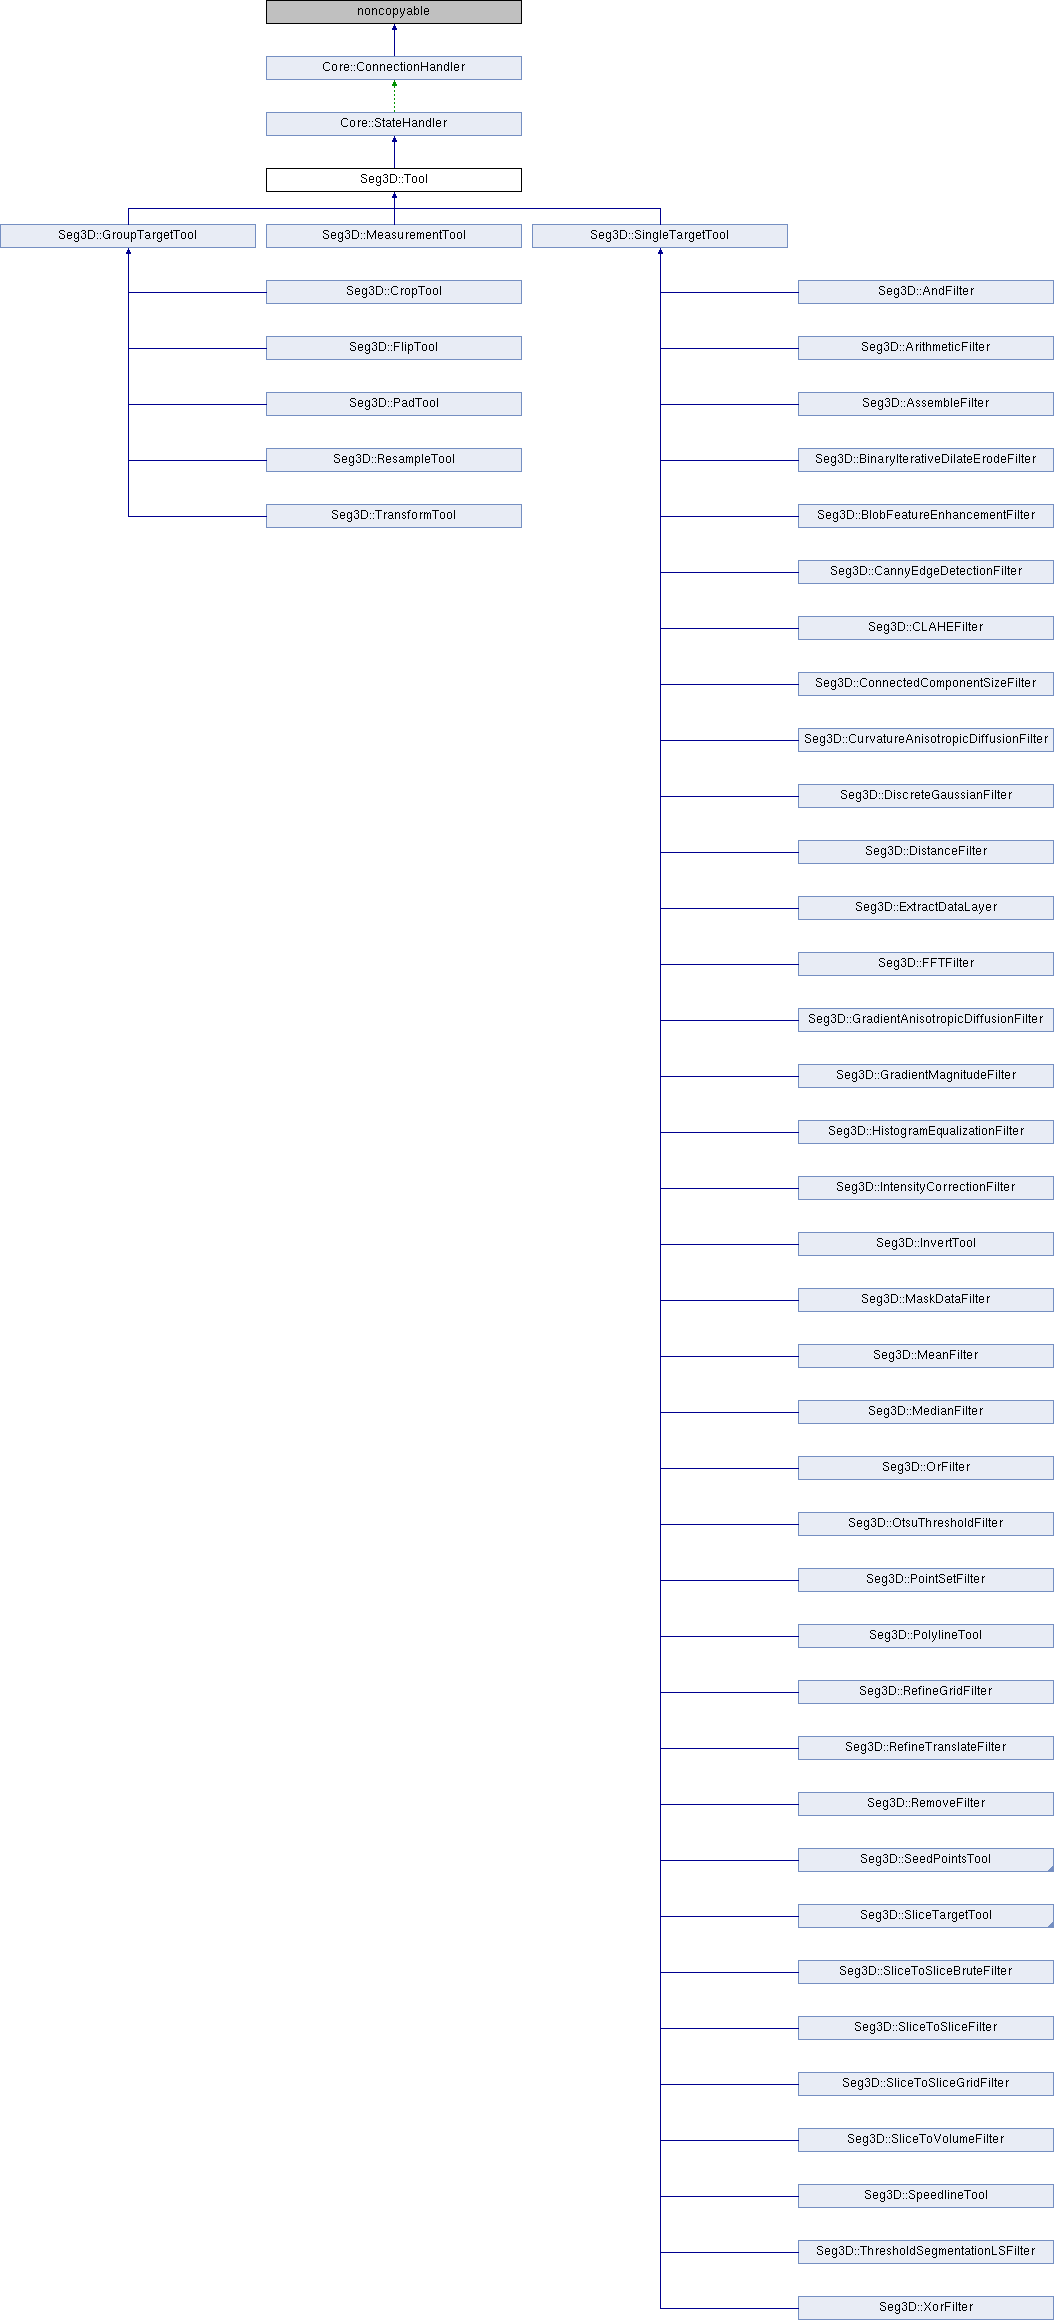 noncopyable
Core::ConnectionHandler
Core::StateHandler
Seg3D::Tool
Seg3D::GroupTargetTool
Seg3D::MeasurementTool
Seg3D::SingleTargetTool
Seg3D::CropTool
Seg3D::AndFilter
Seg3D::FlipTool
Seg3D::ArithmeticFilter
Seg3D::PadTool
Seg3D::AssembleFilter
Seg3D::ResampleTool
Seg3D::BinaryIterativeDilateErodeFilter
Seg3D::TransformTool
Seg3D::BlobFeatureEnhancementFilter
Seg3D::CannyEdgeDetectionFilter
Seg3D::CLAHEFilter
Seg3D::ConnectedComponentSizeFilter
Seg3D::CurvatureAnisotropicDiffusionFilter
Seg3D::DiscreteGaussianFilter
Seg3D::DistanceFilter
Seg3D::ExtractDataLayer
Seg3D::FFTFilter
Seg3D::GradientAnisotropicDiffusionFilter
Seg3D::GradientMagnitudeFilter
Seg3D::HistogramEqualizationFilter
Seg3D::IntensityCorrectionFilter
Seg3D::InvertTool
Seg3D::MaskDataFilter
Seg3D::MeanFilter
Seg3D::MedianFilter
Seg3D::OrFilter
Seg3D::OtsuThresholdFilter
Seg3D::PointSetFilter
Seg3D::PolylineTool
Seg3D::RefineGridFilter
Seg3D::RefineTranslateFilter
Seg3D::RemoveFilter
Seg3D::SeedPointsTool
Seg3D::SliceTargetTool
Seg3D::SliceToSliceBruteFilter
Seg3D::SliceToSliceFilter
Seg3D::SliceToSliceGridFilter
Seg3D::SliceToVolumeFilter
Seg3D::SpeedlineTool
Seg3D::ThresholdSegmentationLSFilter
Seg3D::XorFilter